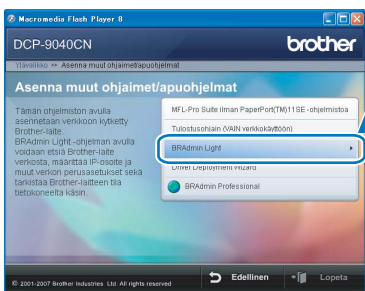 Macromedia Flash Player 8
DCP-9040CN
brother
Ylävalikko >> Asenna muut ohjaimet/apuohjelmat
Asenna muut ohjaimet/apuohjelmat
Tämän ohjelmiston avulla
asennetaan verkkoon kytketty
Brother-laite.
BRAdmin Light -ohjelman avulla
voidaan etsiä Brother-laite
verkosta, määrittää IP-osoite ja
muut verkon perusasetukset sekä
tarkistaa Brother-laitteen tila
tietokoneelta käsin.
MFL-Pro Suite ilman PaperPort(TM)11SE -ohjelmistoa
Tulostusohjain (VAIN verkkokäyttöön)
BRAdmin Light
Driver Deployment Wizard
BRAdmin Professional
© 2001-2007 Brother Industries Ltd. All rights reserved
Edellinen
Lopeta